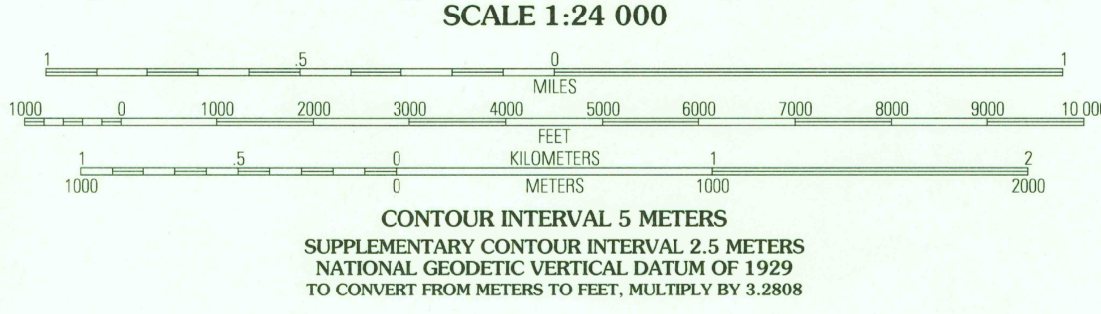 SCALE 1:24 000
1 .5 0 1
MILES
1000 0 1000 2000 3000 4000 5000 6000 7000 8000 9000 10 000
FEET
1 .5 0 KILOMETERS 1 2
1000 0 METERS 1000 2000
CONTOUR INTERVAL 5 METERS
SUPPLEMENTARY CONTOUR INTERVAL 2.5 METERS
NATIONAL GEODETIC VERTICAL DATUM OF 1929
TO CONVERT FROM METERS TO FEET, MULTIPLY BY 3.2808